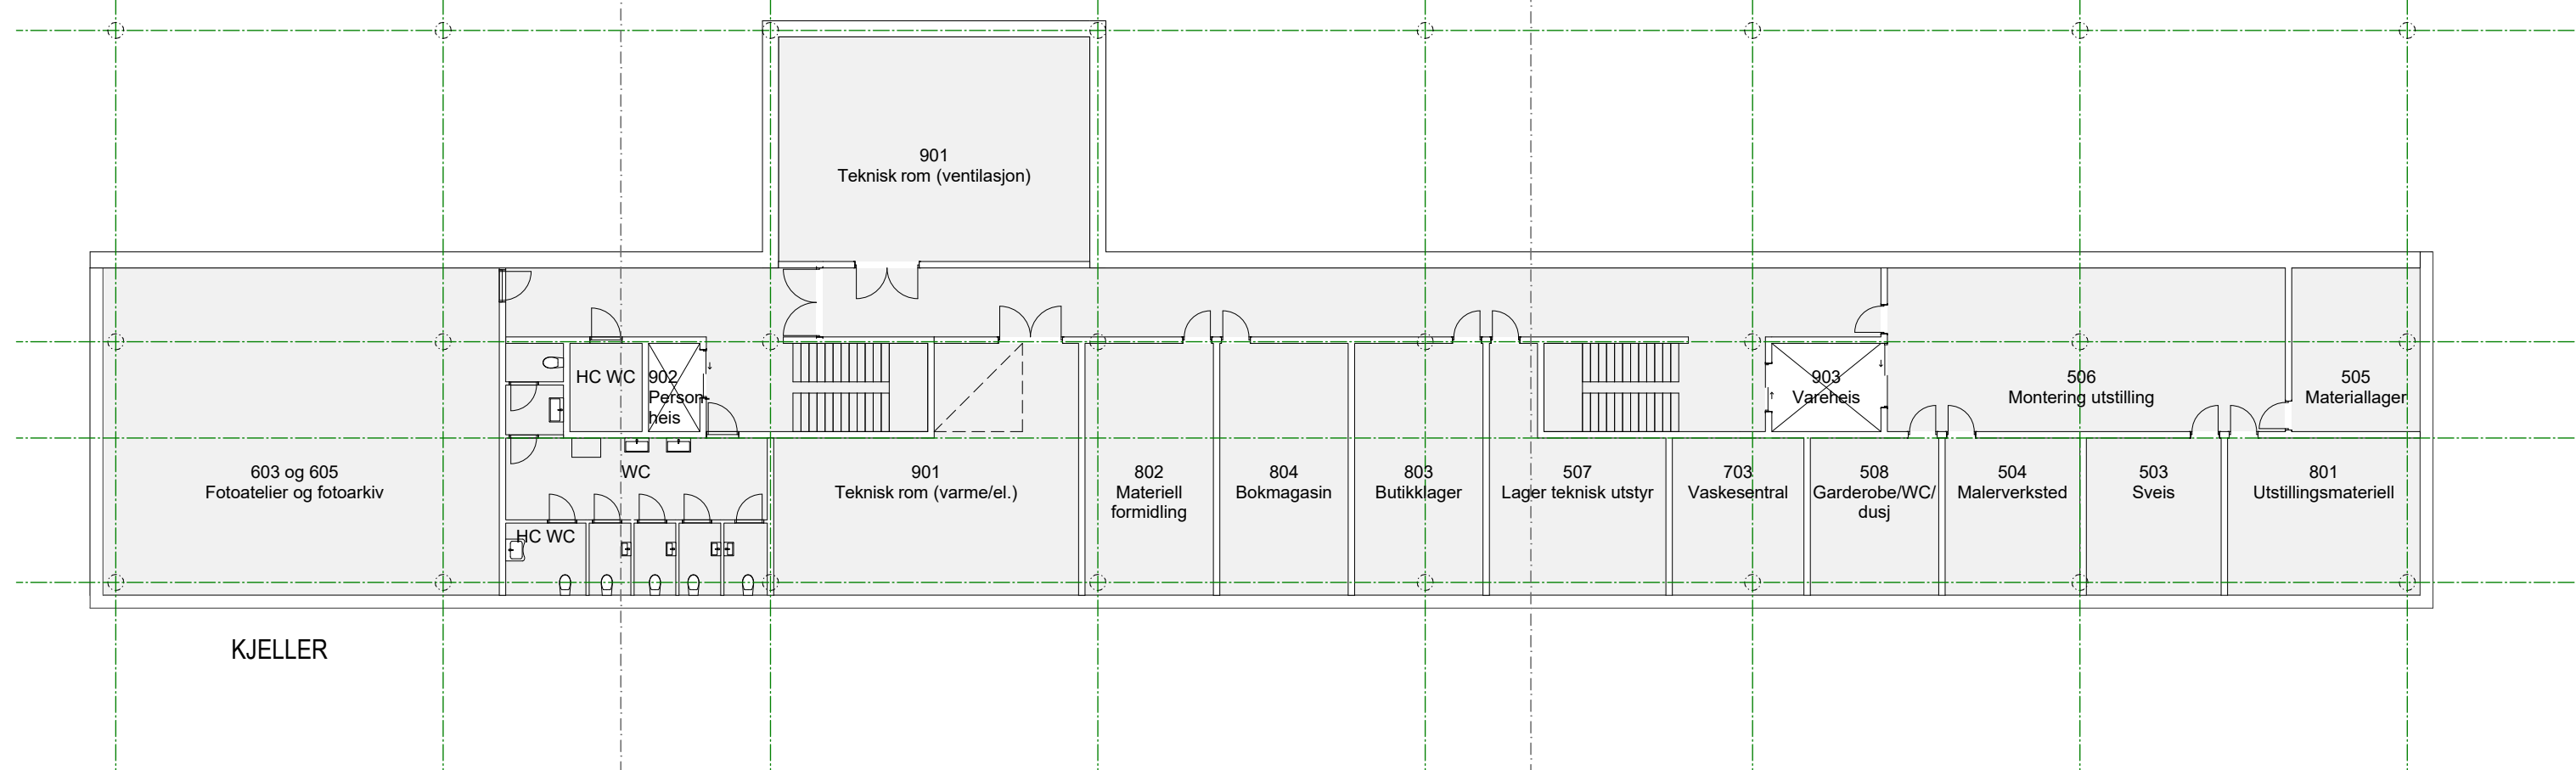 901
Teknisk rom (ventilasjon)
HC WC
902
Person-
heis
903
Vareheis
506
Montering utstilling
505
Materiallager
603 og 605
Fotoatelier og fotoarkiv
WC
901
Teknisk rom (varme/el.)
802
Materiell
formidling
804
Bokmagasin
803
Butikklager
507
Lager teknisk utstyr
703
Vaskesentral
508
Garderobe/WC/
dusj
504
Malerverksted
503
Sveis
801
Utstillingsmateriell
HC WC
KJELLER